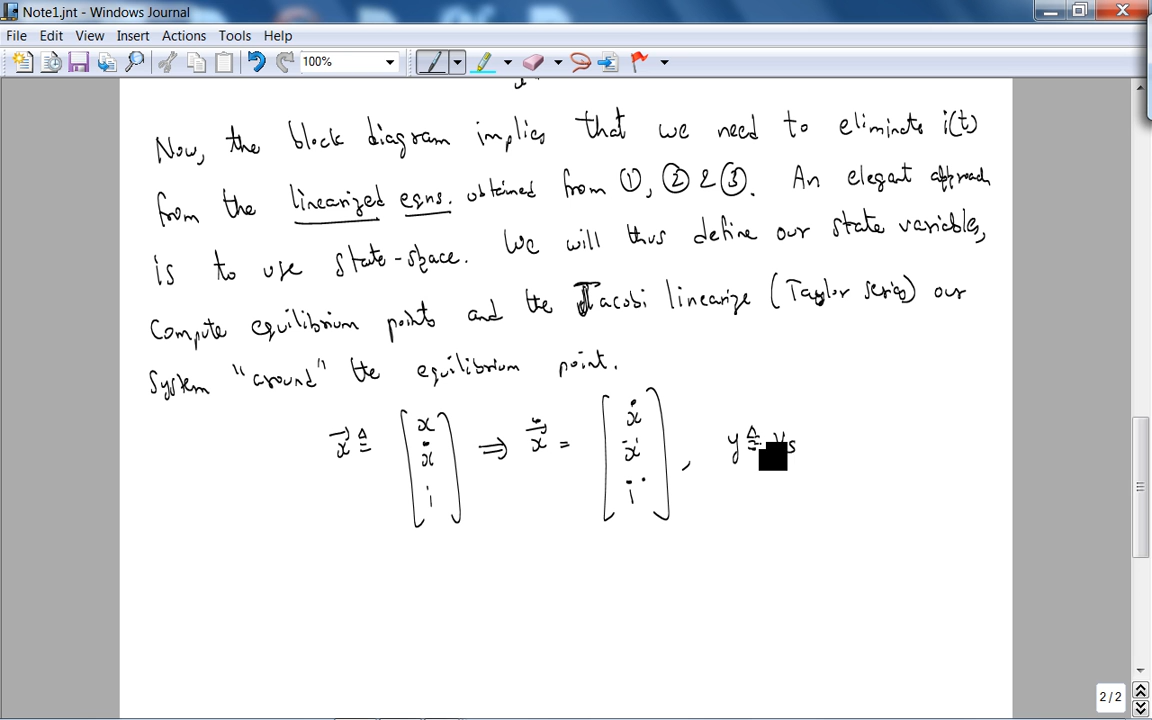 Note1.jnt - Windows Journal
File Edit View Insert Actions Tools Help
100%
Now, the block diagram implies that we need to eliminate i(t)
from the linearized eqns. obtained from ①, ② & ③. An elegant approach
is to use state-space. We will thus define our state variables,
Compute equilibrium points and the Jacobi linearize (Taylor series) our
System "around" the equilibrium point.
x⃗ ≜ [x ẋ i] ⇒ x⃗̇ = [ẋ ẍ i̇], y ≜ vs
2 / 2